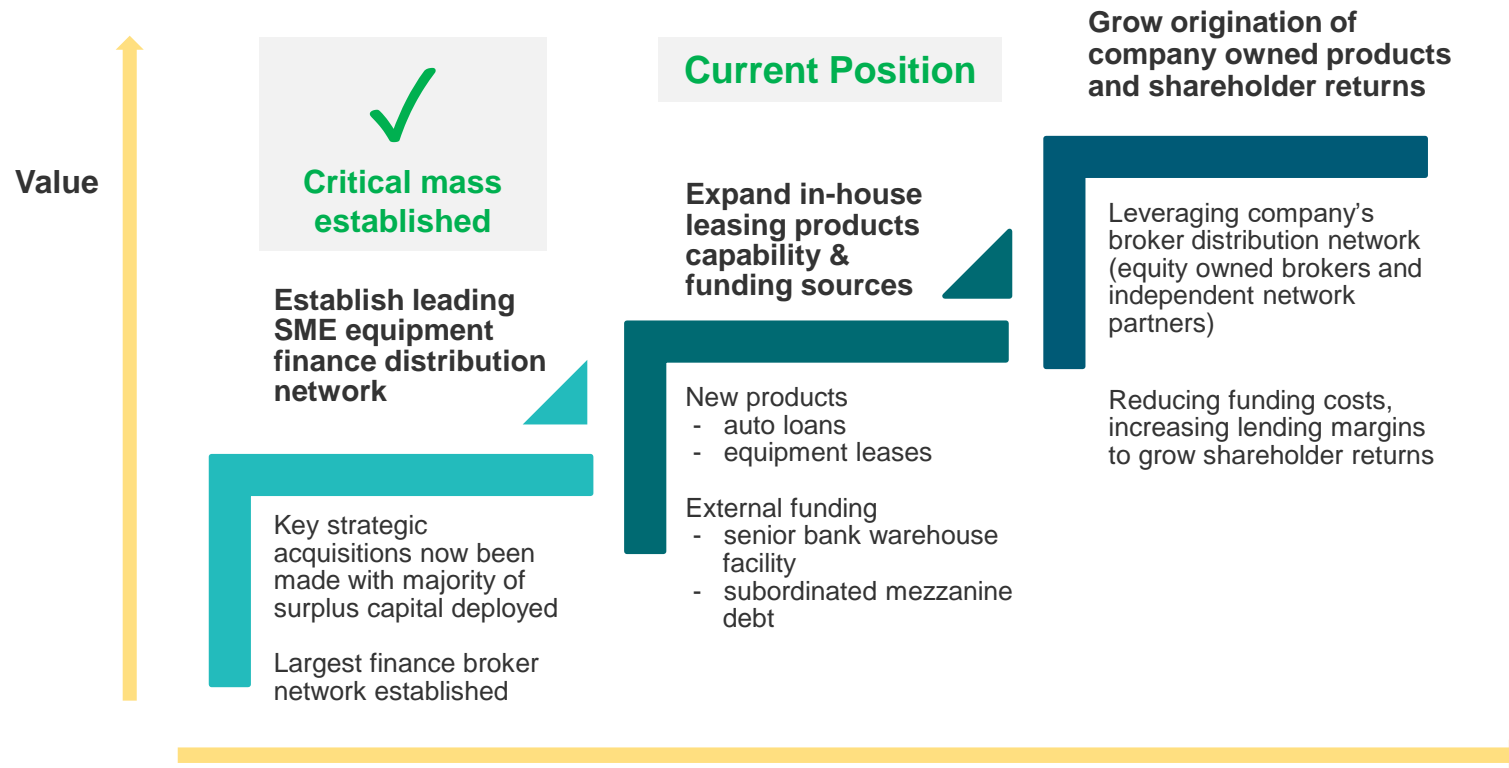 Value
Critical mass
established
Establish leading
SME equipment
finance distribution
network
Key strategic
acquisitions now been
made with majority of
surplus capital deployed
Largest finance broker
network established
Current Position
Expand in-house
leasing products
capability &
funding sources
New products
- auto loans
- equipment leases
External funding
- senior bank warehouse
facility
- subordinated mezzanine
debt
Grow origination of
company owned products
and shareholder returns
Leveraging company’s
broker distribution network
(equity owned brokers and
independent network
partners)
Reducing funding costs,
increasing lending margins
to grow shareholder returns